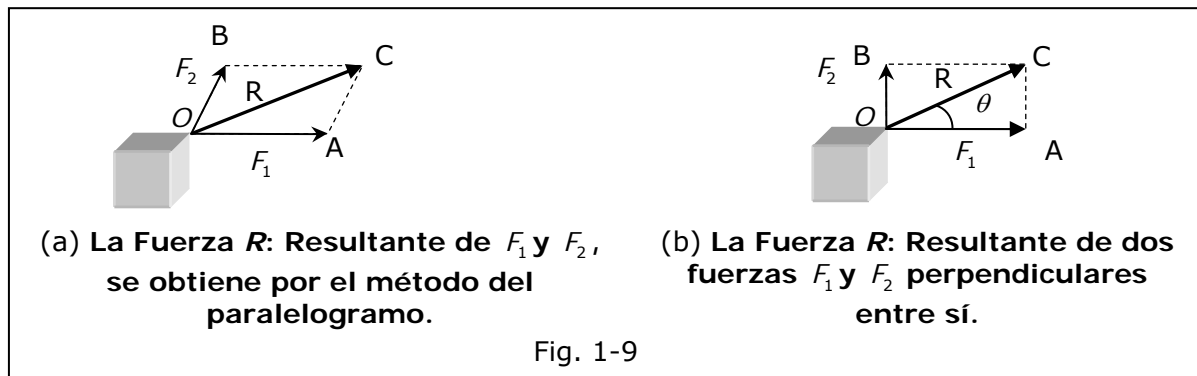 B
C
F₂
R
O
A
F₁
(a) La Fuerza R: Resultante de F₁ y F₂,
se obtiene por el método del
paralelogramo.
B
C
F₂
R
θ
O
F₁
A
(b) La Fuerza R: Resultante de dos
fuerzas F₁ y F₂ perpendiculares
entre sí.
Fig. 1-9